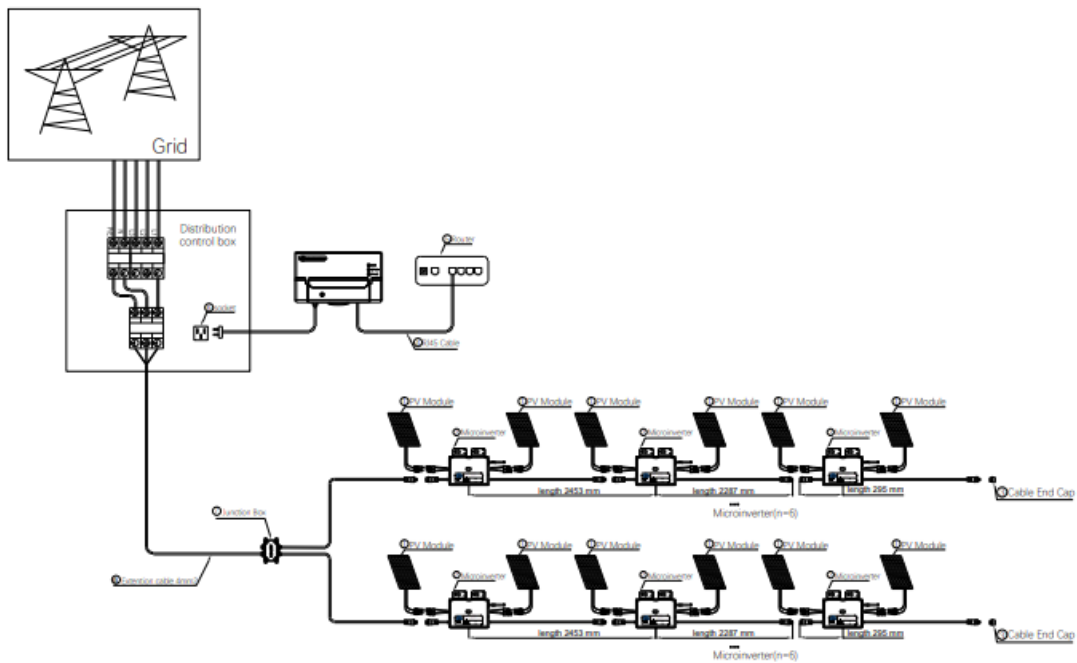 Grid
Distribution
control box
Router
socket
RJ45 Cable
PV Module
PV Module
PV Module
PV Module
PV Module
PV Module
Microinverter
Microinverter
Microinverter
length 2453 mm
length 2287 mm
length 295 mm
Cable End Cap
Microinverter(n=6)
Junction Box
PV Module
PV Module
PV Module
PV Module
PV Module
PV Module
Extention cable 4mm2
Microinverter
Microinverter
Microinverter
length 2453 mm
length 2287 mm
length 295 mm
Cable End Cap
Microinverter(n=6)